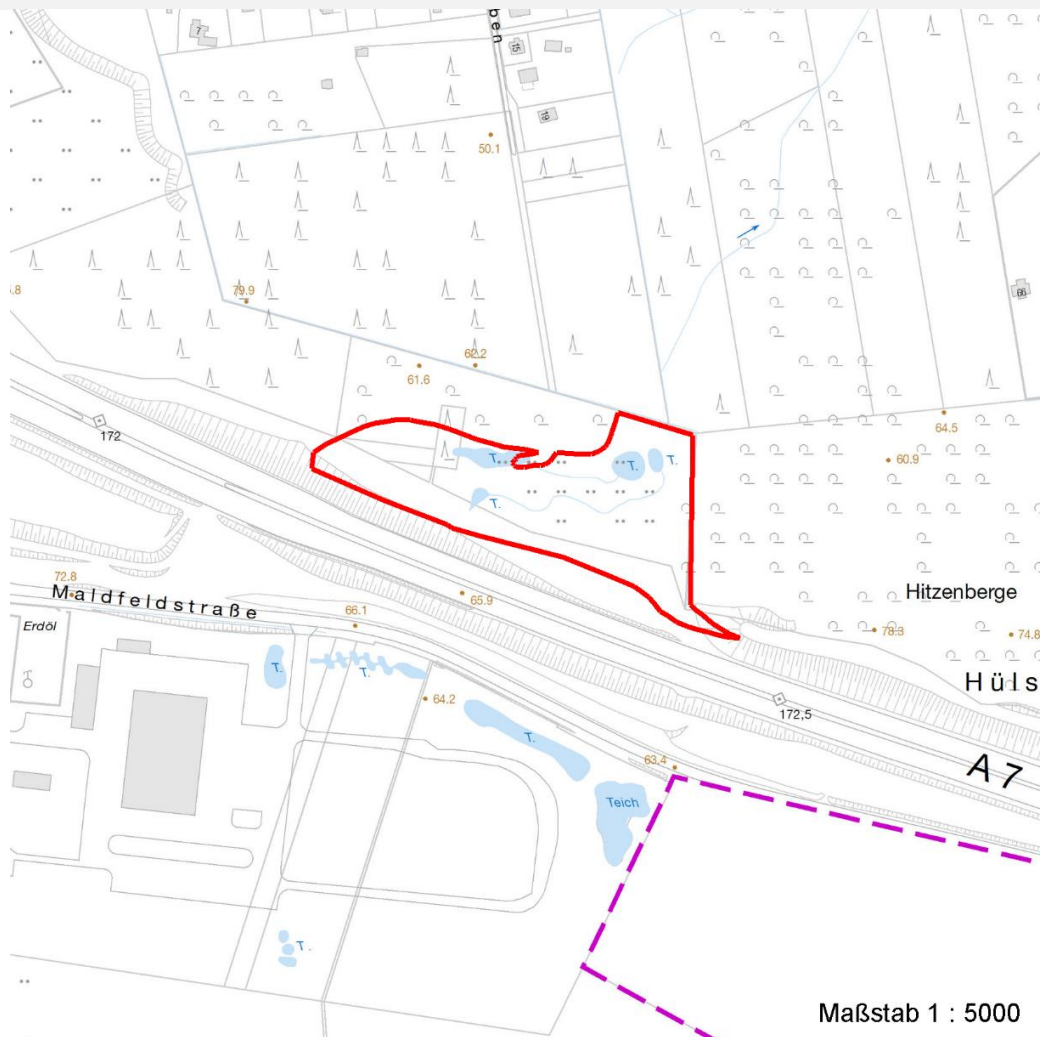 7
ben
15
19
50.1
66
.8
79.9
62.2
61.6
64.5
172
60.9
T.
T.
T.
T.
72.8
Maldfeldstraße
65.9
Hitzenberge
66.1
78.3
74.8
Erdöl
T.
T.
64.2
Hüls
172,5
T.
63.4
A 7
Teich
T.
Maßstab 1 : 5000